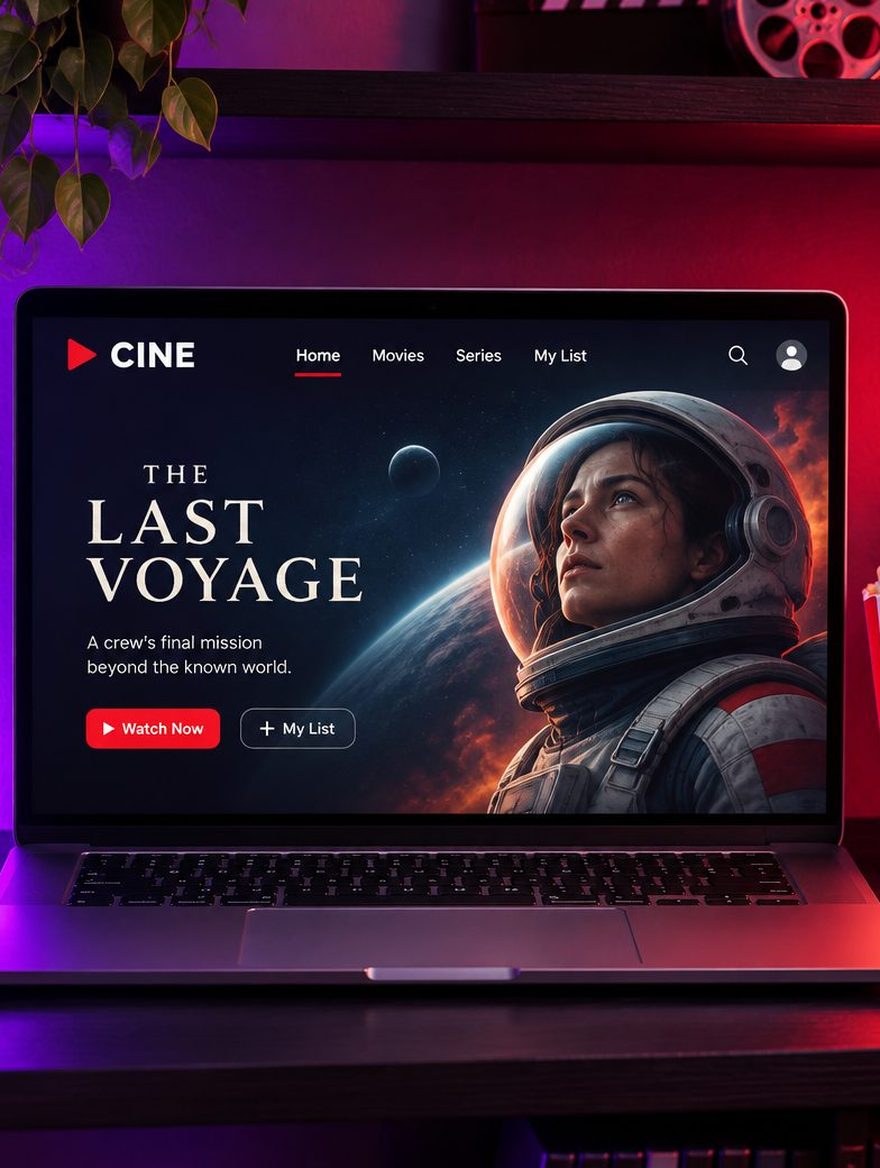 CINE
Home Movies Series My List
THE
LAST
VOYAGE
A crew's final mission
beyond the known world.
Watch Now + My List